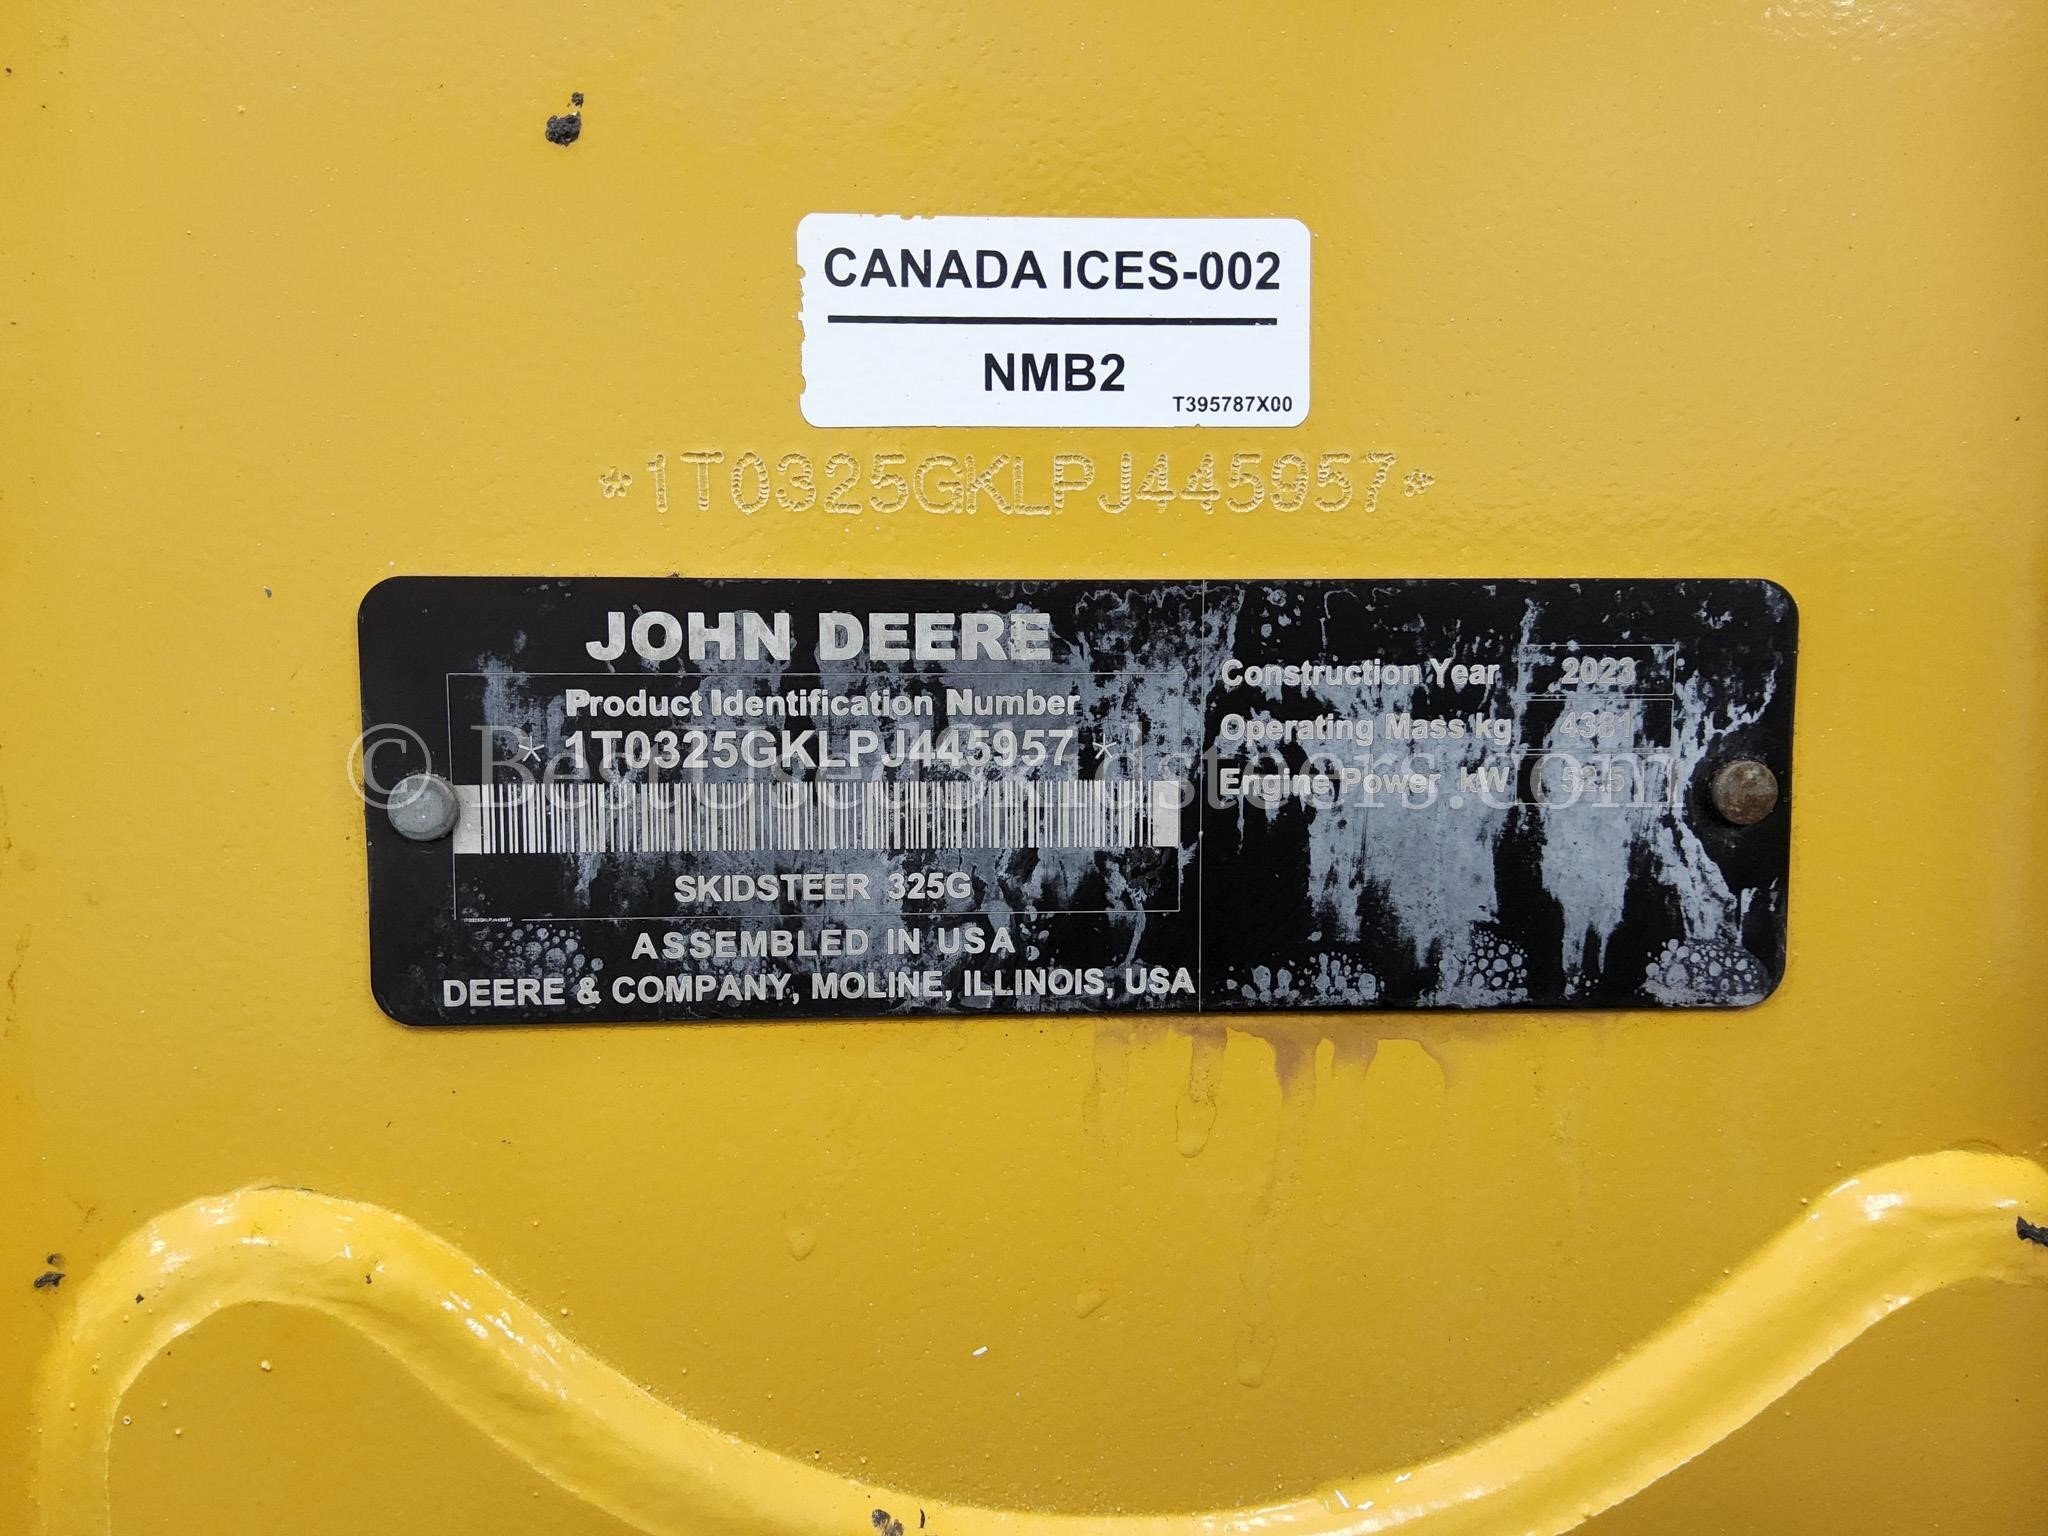 CANADA ICES-002
NMB2
T395787X00
*1T0325GKLPJ445957*
JOHN DEERE
Product Identification Number
* 1T0325GKLPJ445957 *
SKIDSTEER 325G
1T0325GKLPJ445957
ASSEMBLED IN USA
DEERE & COMPANY, MOLINE, ILLINOIS, USA
Construction Year 2023
Operating Mass kg 4381
Engine Power kW 52.5
© BestUsedSkidsteers.com